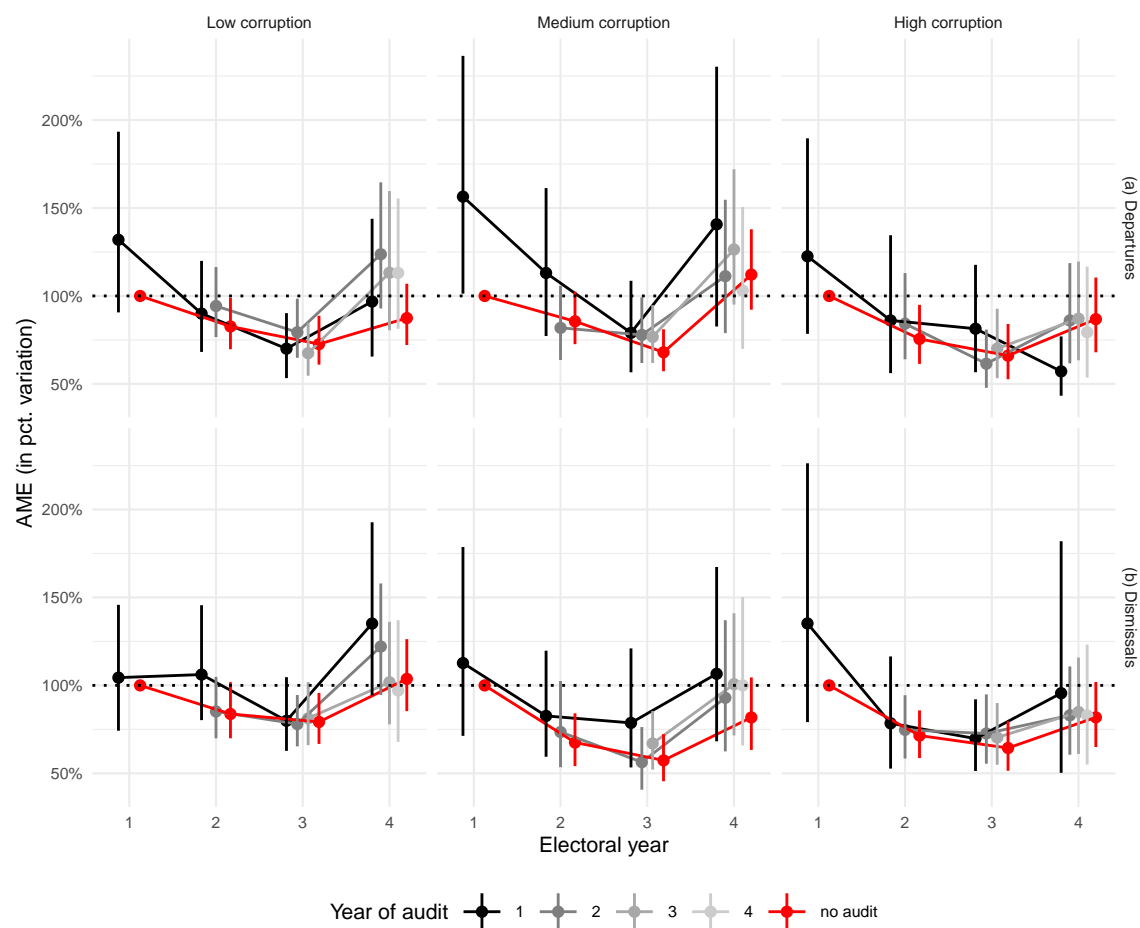 Low corruption Medium corruption High corruption
200%
150%
100%
50%
(a) Departures
200%
150%
100%
50%
(b) Dismissals
AME (in pct. variation)
1 2 3 4 1 2 3 4 1 2 3 4
Electoral year
Year of audit 1 2 3 4 no audit